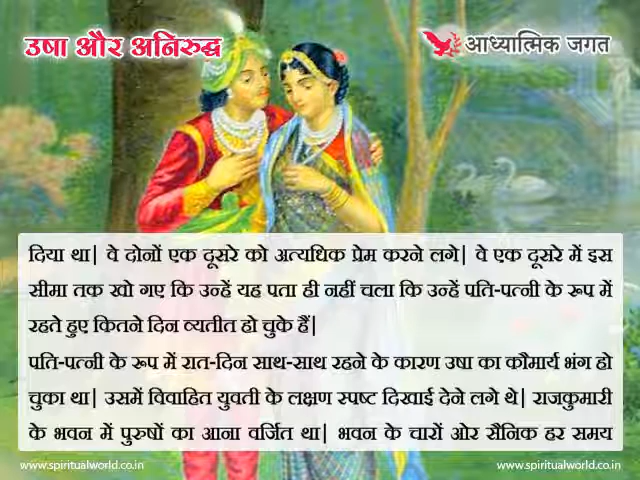 उषा और अनिरुद्ध
आध्यात्मिक जगत
दिया था| वे दोनों एक दूसरे को अत्यधिक प्रेम करने लगे| वे एक दूसरे में इस
सीमा तक खो गए कि उन्हें यह पता ही नहीं चला कि उन्हें पति-पत्नी के रूप में
रहते हुए कितने दिन व्यतीत हो चुके हैं|
पति-पत्नी के रूप में रात-दिन साथ-साथ रहने के कारण उषा का कौमार्य भंग हो
चुका था| उसमें विवाहित युवती के लक्षण स्पष्ट दिखाई देने लगे थे| राजकुमारी
के भवन में पुरुषों का आना वर्जित था| भवन के चारों ओर सैनिक हर समय
www.spiritualworld.co.in
www.spiritualworld.co.in